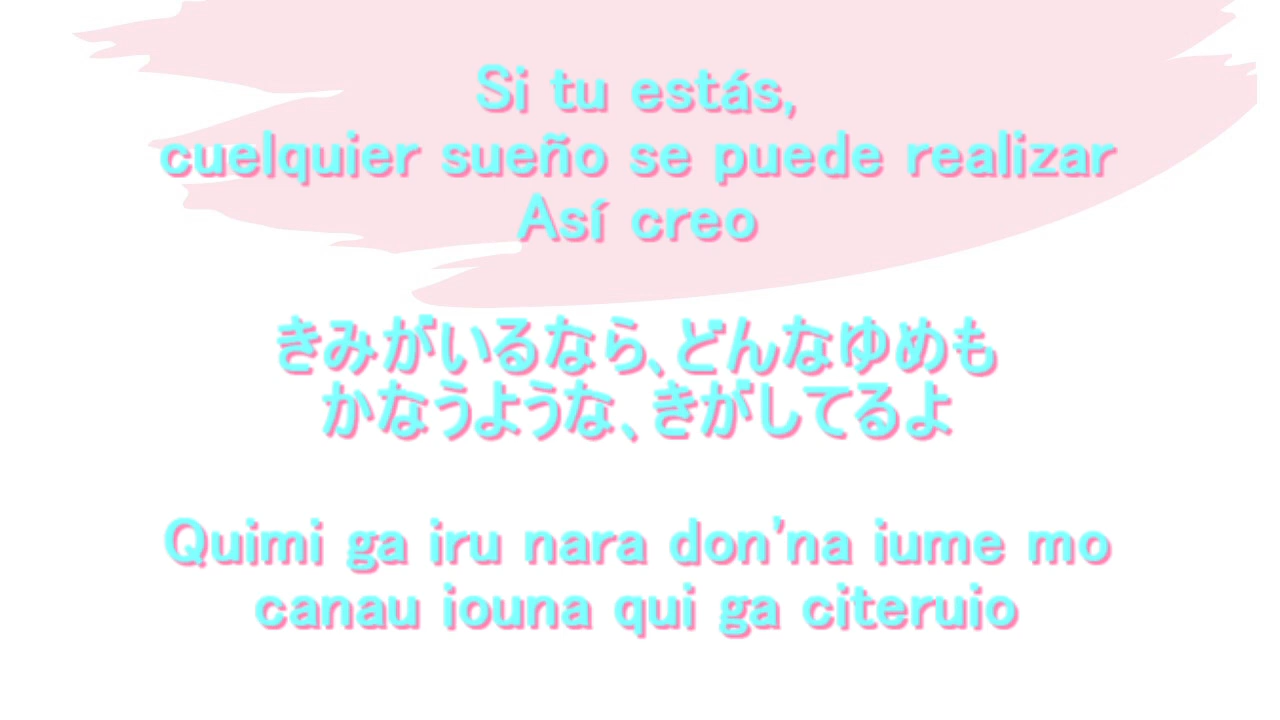 Si tu estás,
cuelquier sueño se puede realizar
Así creo
きみがいるなら、どんなゆめも
かなうような、きがしてるよ
Quimi ga iru nara don'na iume mo
canau iouna qui ga citeruio